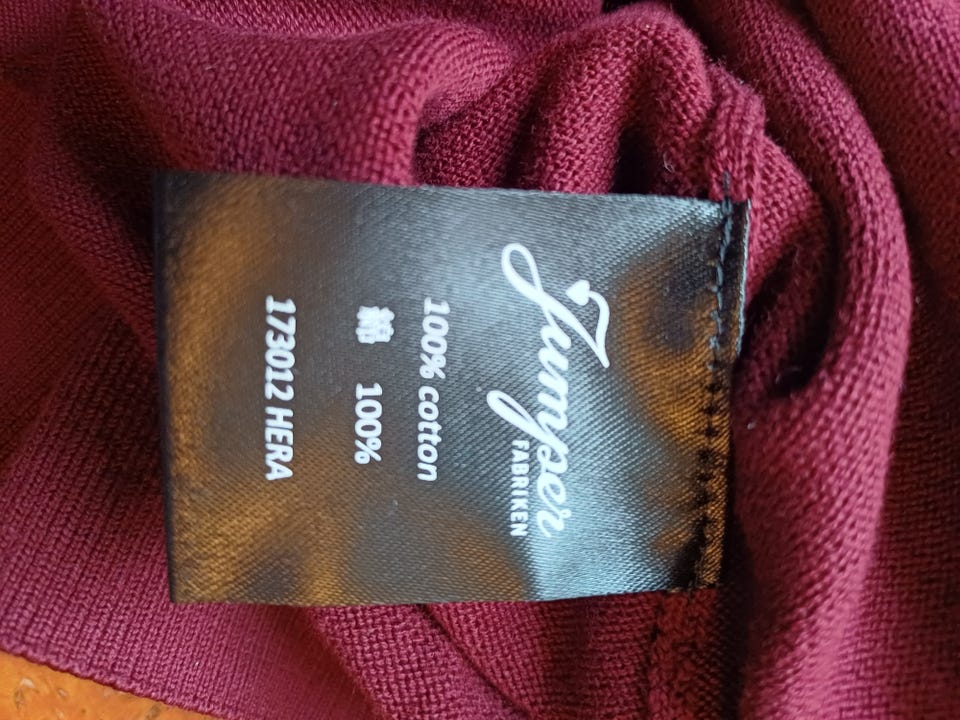 Jumper
FABRIKEN
100% cotton
棉 100%
173012 HERA